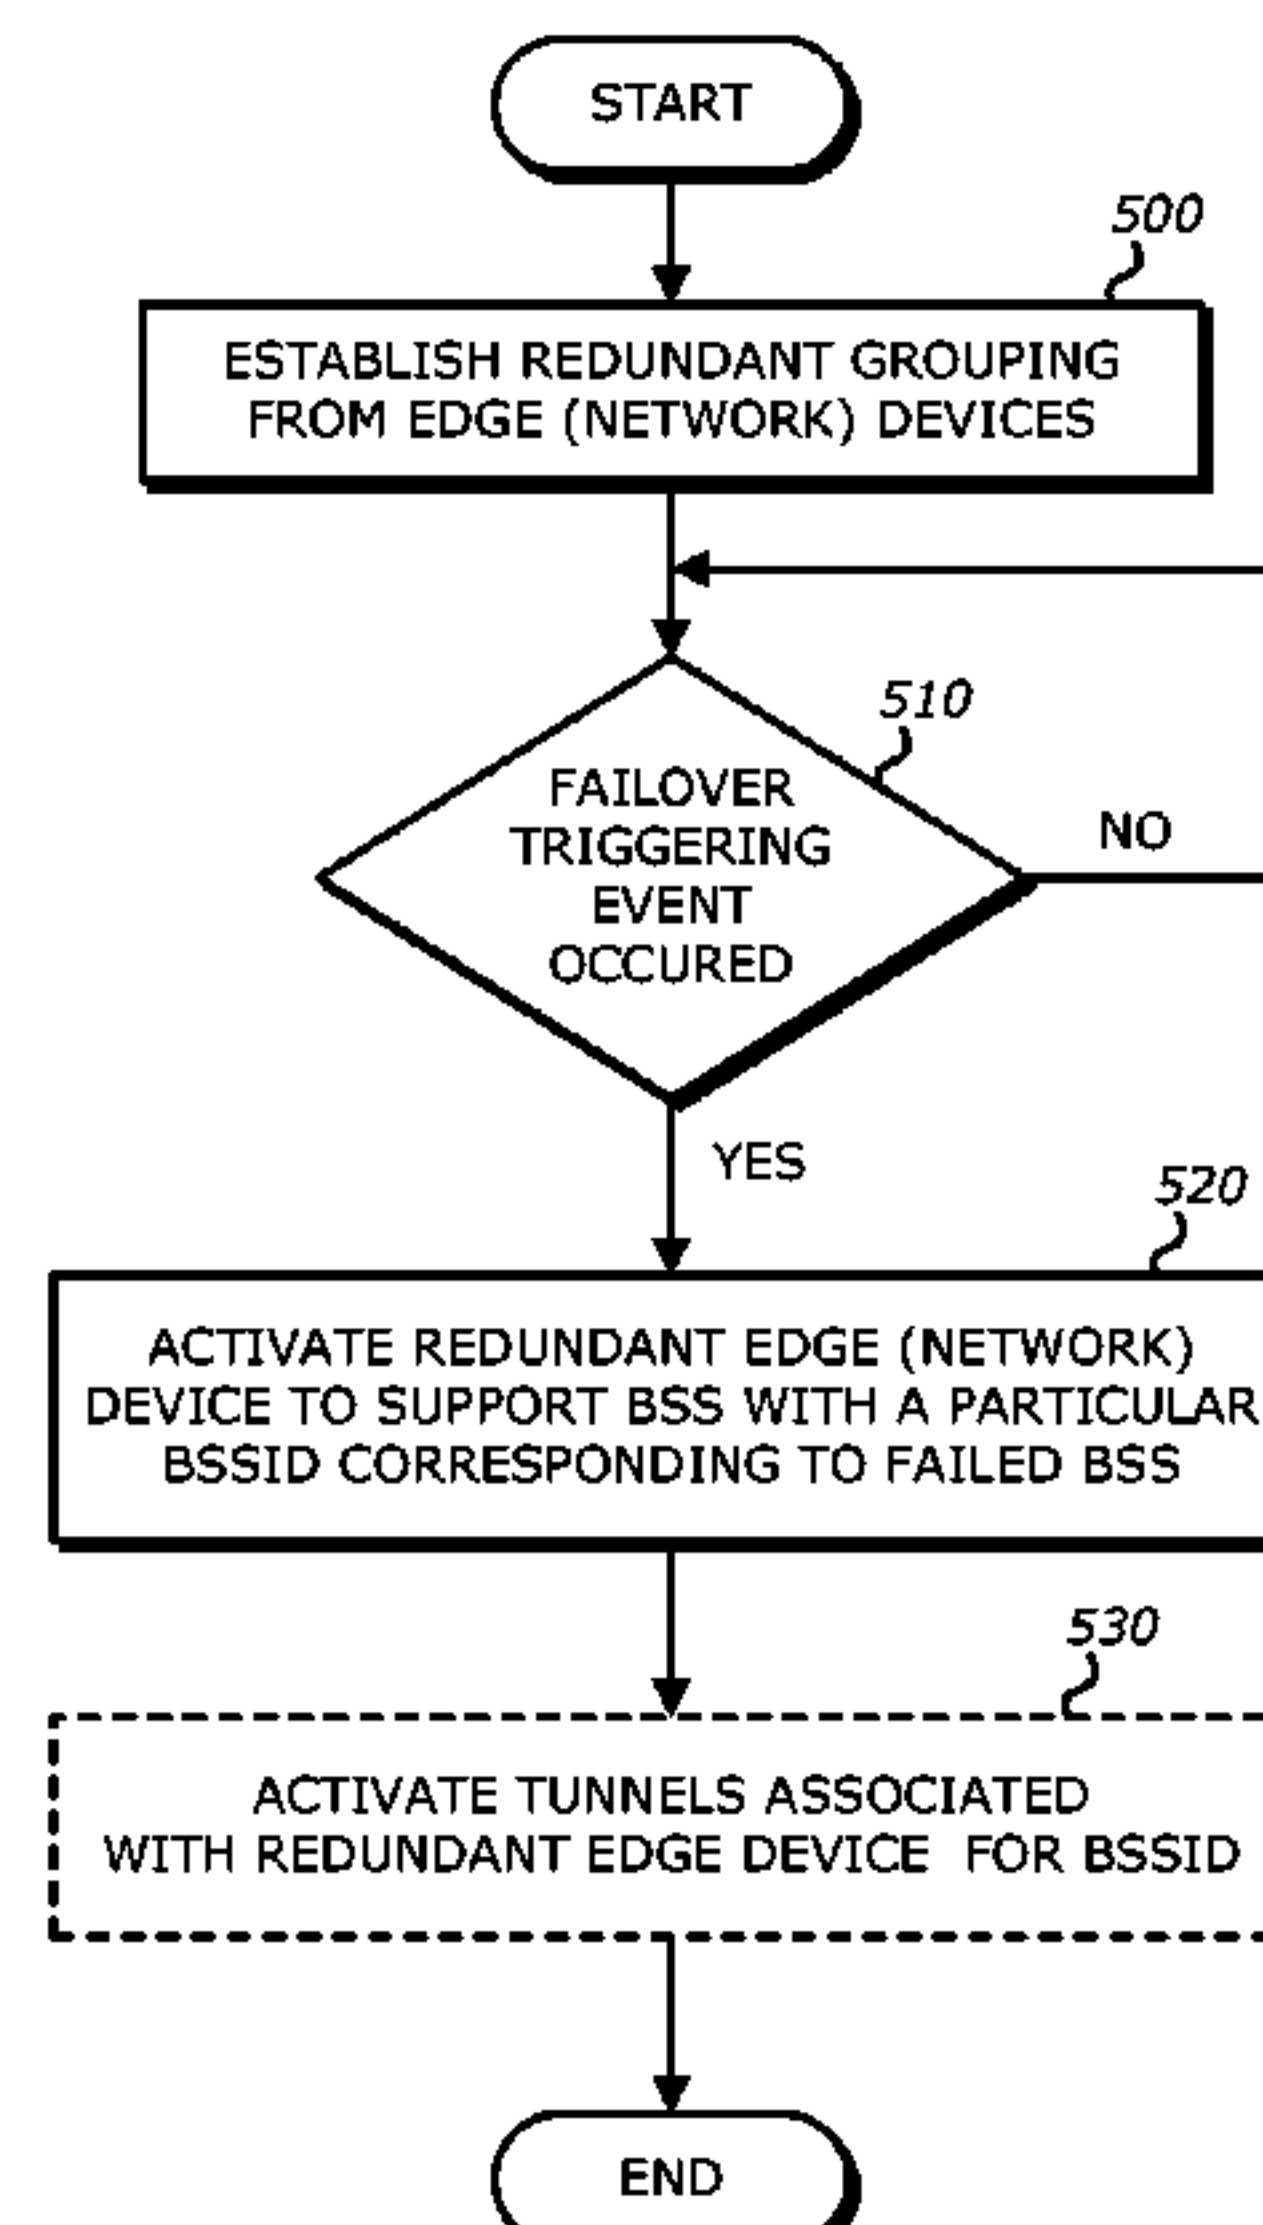 START
500
ESTABLISH REDUNDANT GROUPING
FROM EDGE (NETWORK) DEVICES
510
FAILOVER
TRIGGERING
EVENT
OCCURED
NO
YES
520
ACTIVATE REDUNDANT EDGE (NETWORK)
DEVICE TO SUPPORT BSS WITH A PARTICULAR
BSSID CORRESPONDING TO FAILED BSS
530
ACTIVATE TUNNELS ASSOCIATED
WITH REDUNDANT EDGE DEVICE FOR BSSID
END